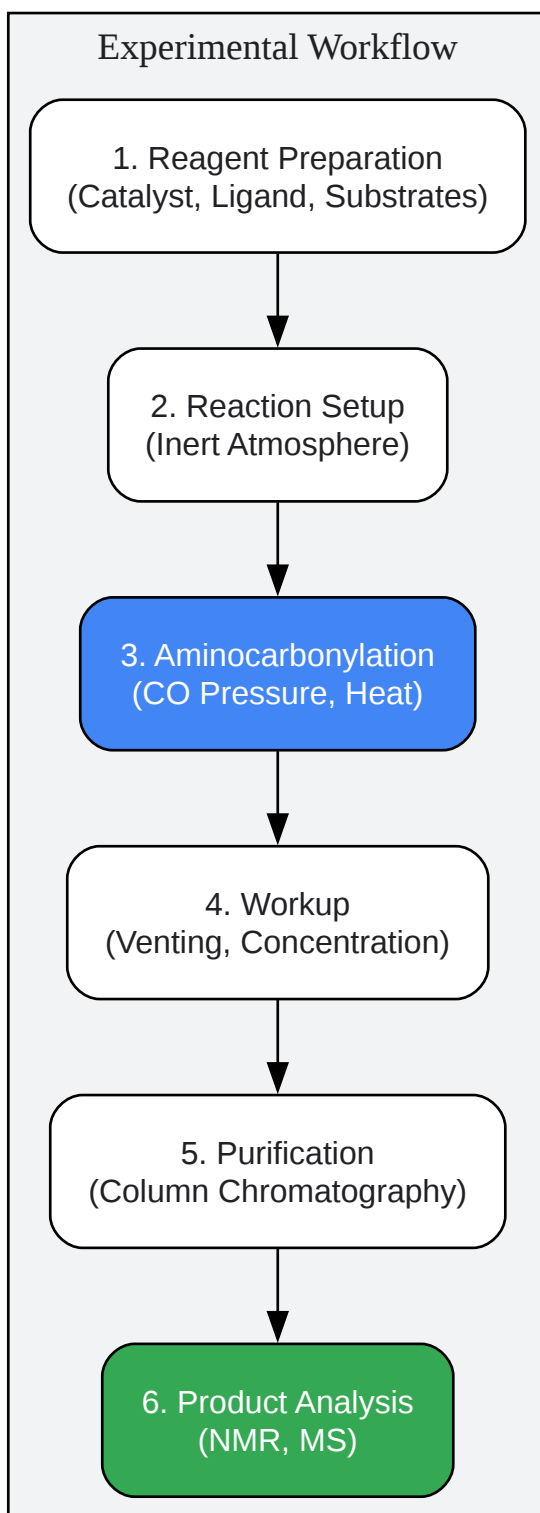 Experimental Workflow
1. Reagent Preparation
(Catalyst, Ligand, Substrates)
2. Reaction Setup
(Inert Atmosphere)
3. Aminocarbonylation
(CO Pressure, Heat)
4. Workup
(Venting, Concentration)
5. Purification
(Column Chromatography)
6. Product Analysis
(NMR, MS)